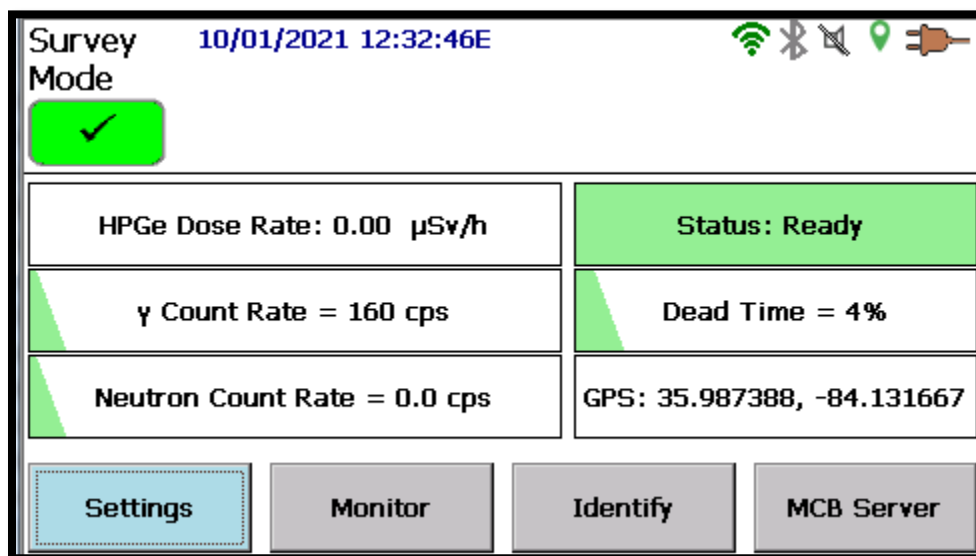 Survey Mode
10/01/2021 12:32:46E
HPGe Dose Rate: 0.00 µSv/h
Status: Ready
γ Count Rate = 160 cps
Dead Time = 4%
Neutron Count Rate = 0.0 cps
GPS: 35.987388, -84.131667
Settings
Monitor
Identify
MCB Server